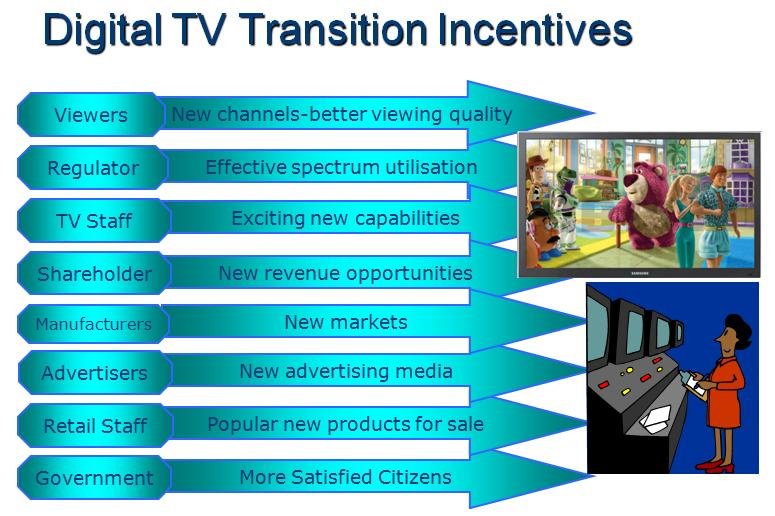 Digital TV Transition Incentives
Viewers New channels-better viewing quality
Regulator Effective spectrum utilisation
TV Staff Exciting new capabilities
Shareholder New revenue opportunities
SAMSUNG
Manufacturers New markets
Advertisers New advertising media
Retail Staff Popular new products for sale
Government More Satisfied Citizens